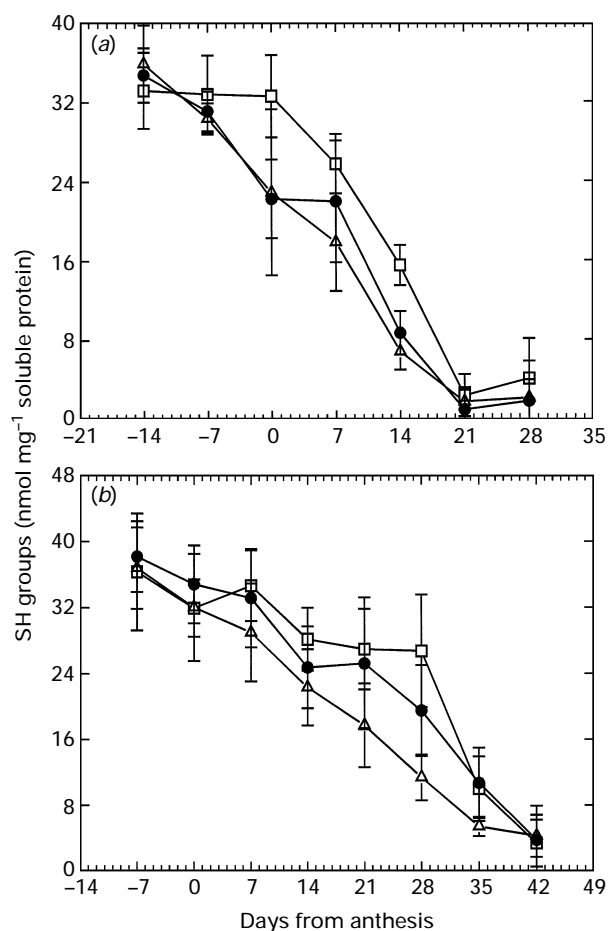 40
(a)
32
24
16
8
0
−21 −14 −7 0 7 14 21 28 35
SH groups (nmol mg⁻¹ soluble protein)
48
(b)
40
32
24
16
8
0
−14 −7 0 7 14 21 28 35 42 49
Days from anthesis